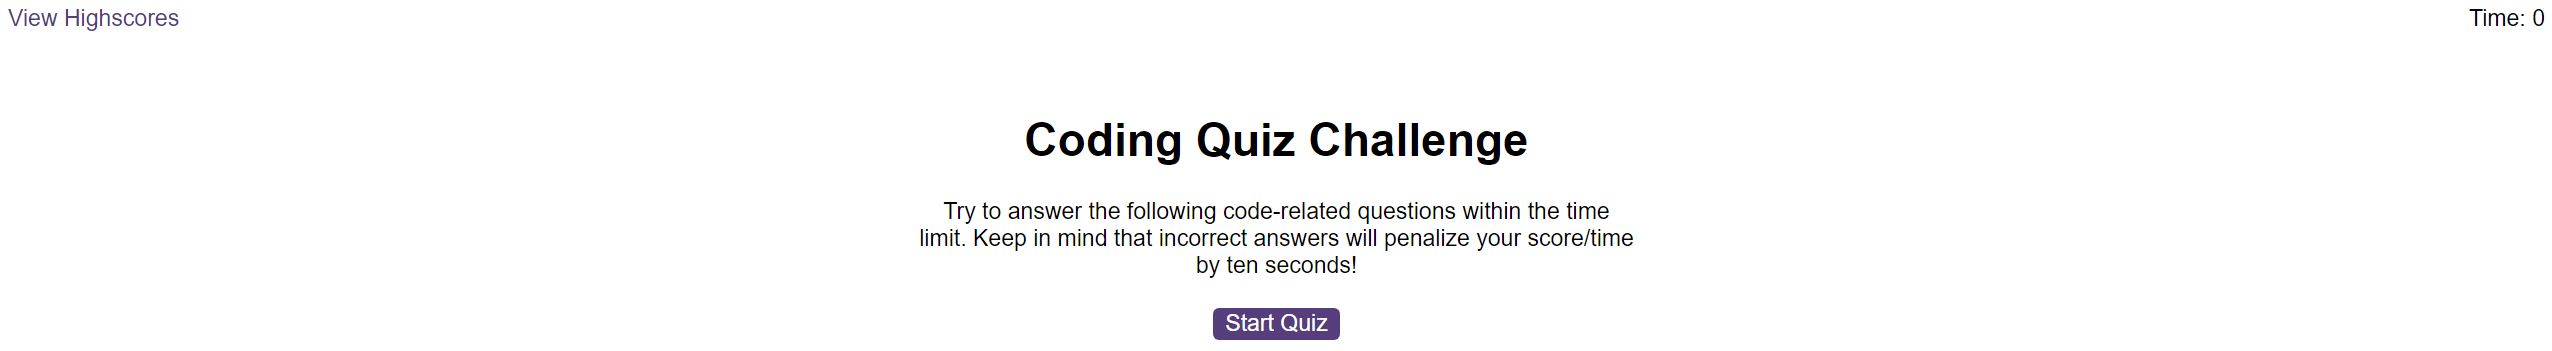 View Highscores
Time: 0
Coding Quiz Challenge
Try to answer the following code-related questions within the time
limit. Keep in mind that incorrect answers will penalize your score/time
by ten seconds!
Start Quiz